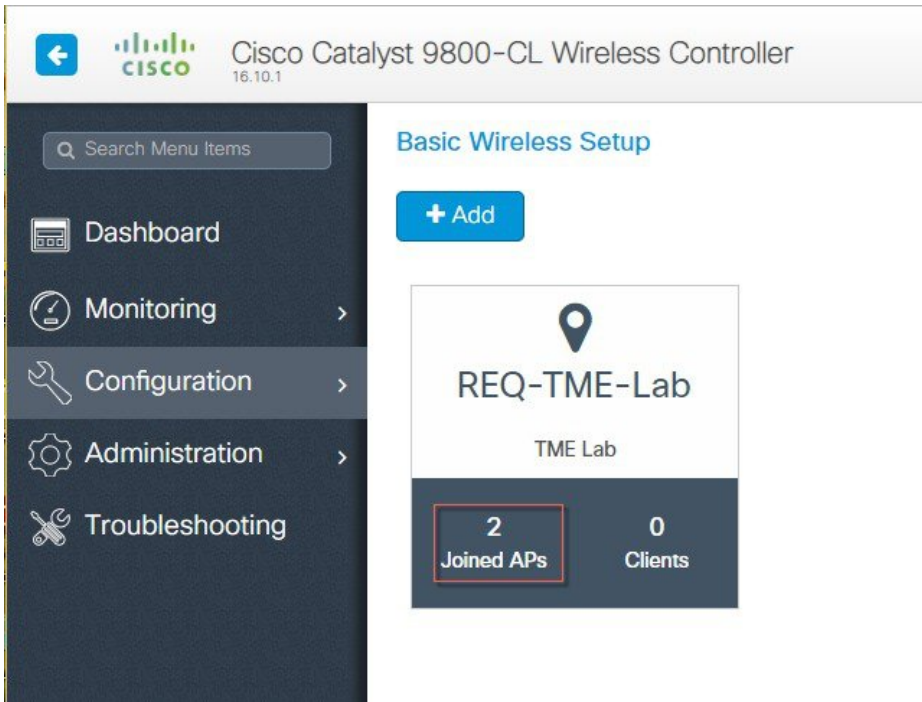 CISCO
Cisco Catalyst 9800-CL Wireless Controller
16.10.1
Search Menu Items
Dashboard
Monitoring
Configuration
Administration
Troubleshooting
Basic Wireless Setup
+ Add
REQ-TME-Lab
TME Lab
2 0
Joined APs Clients